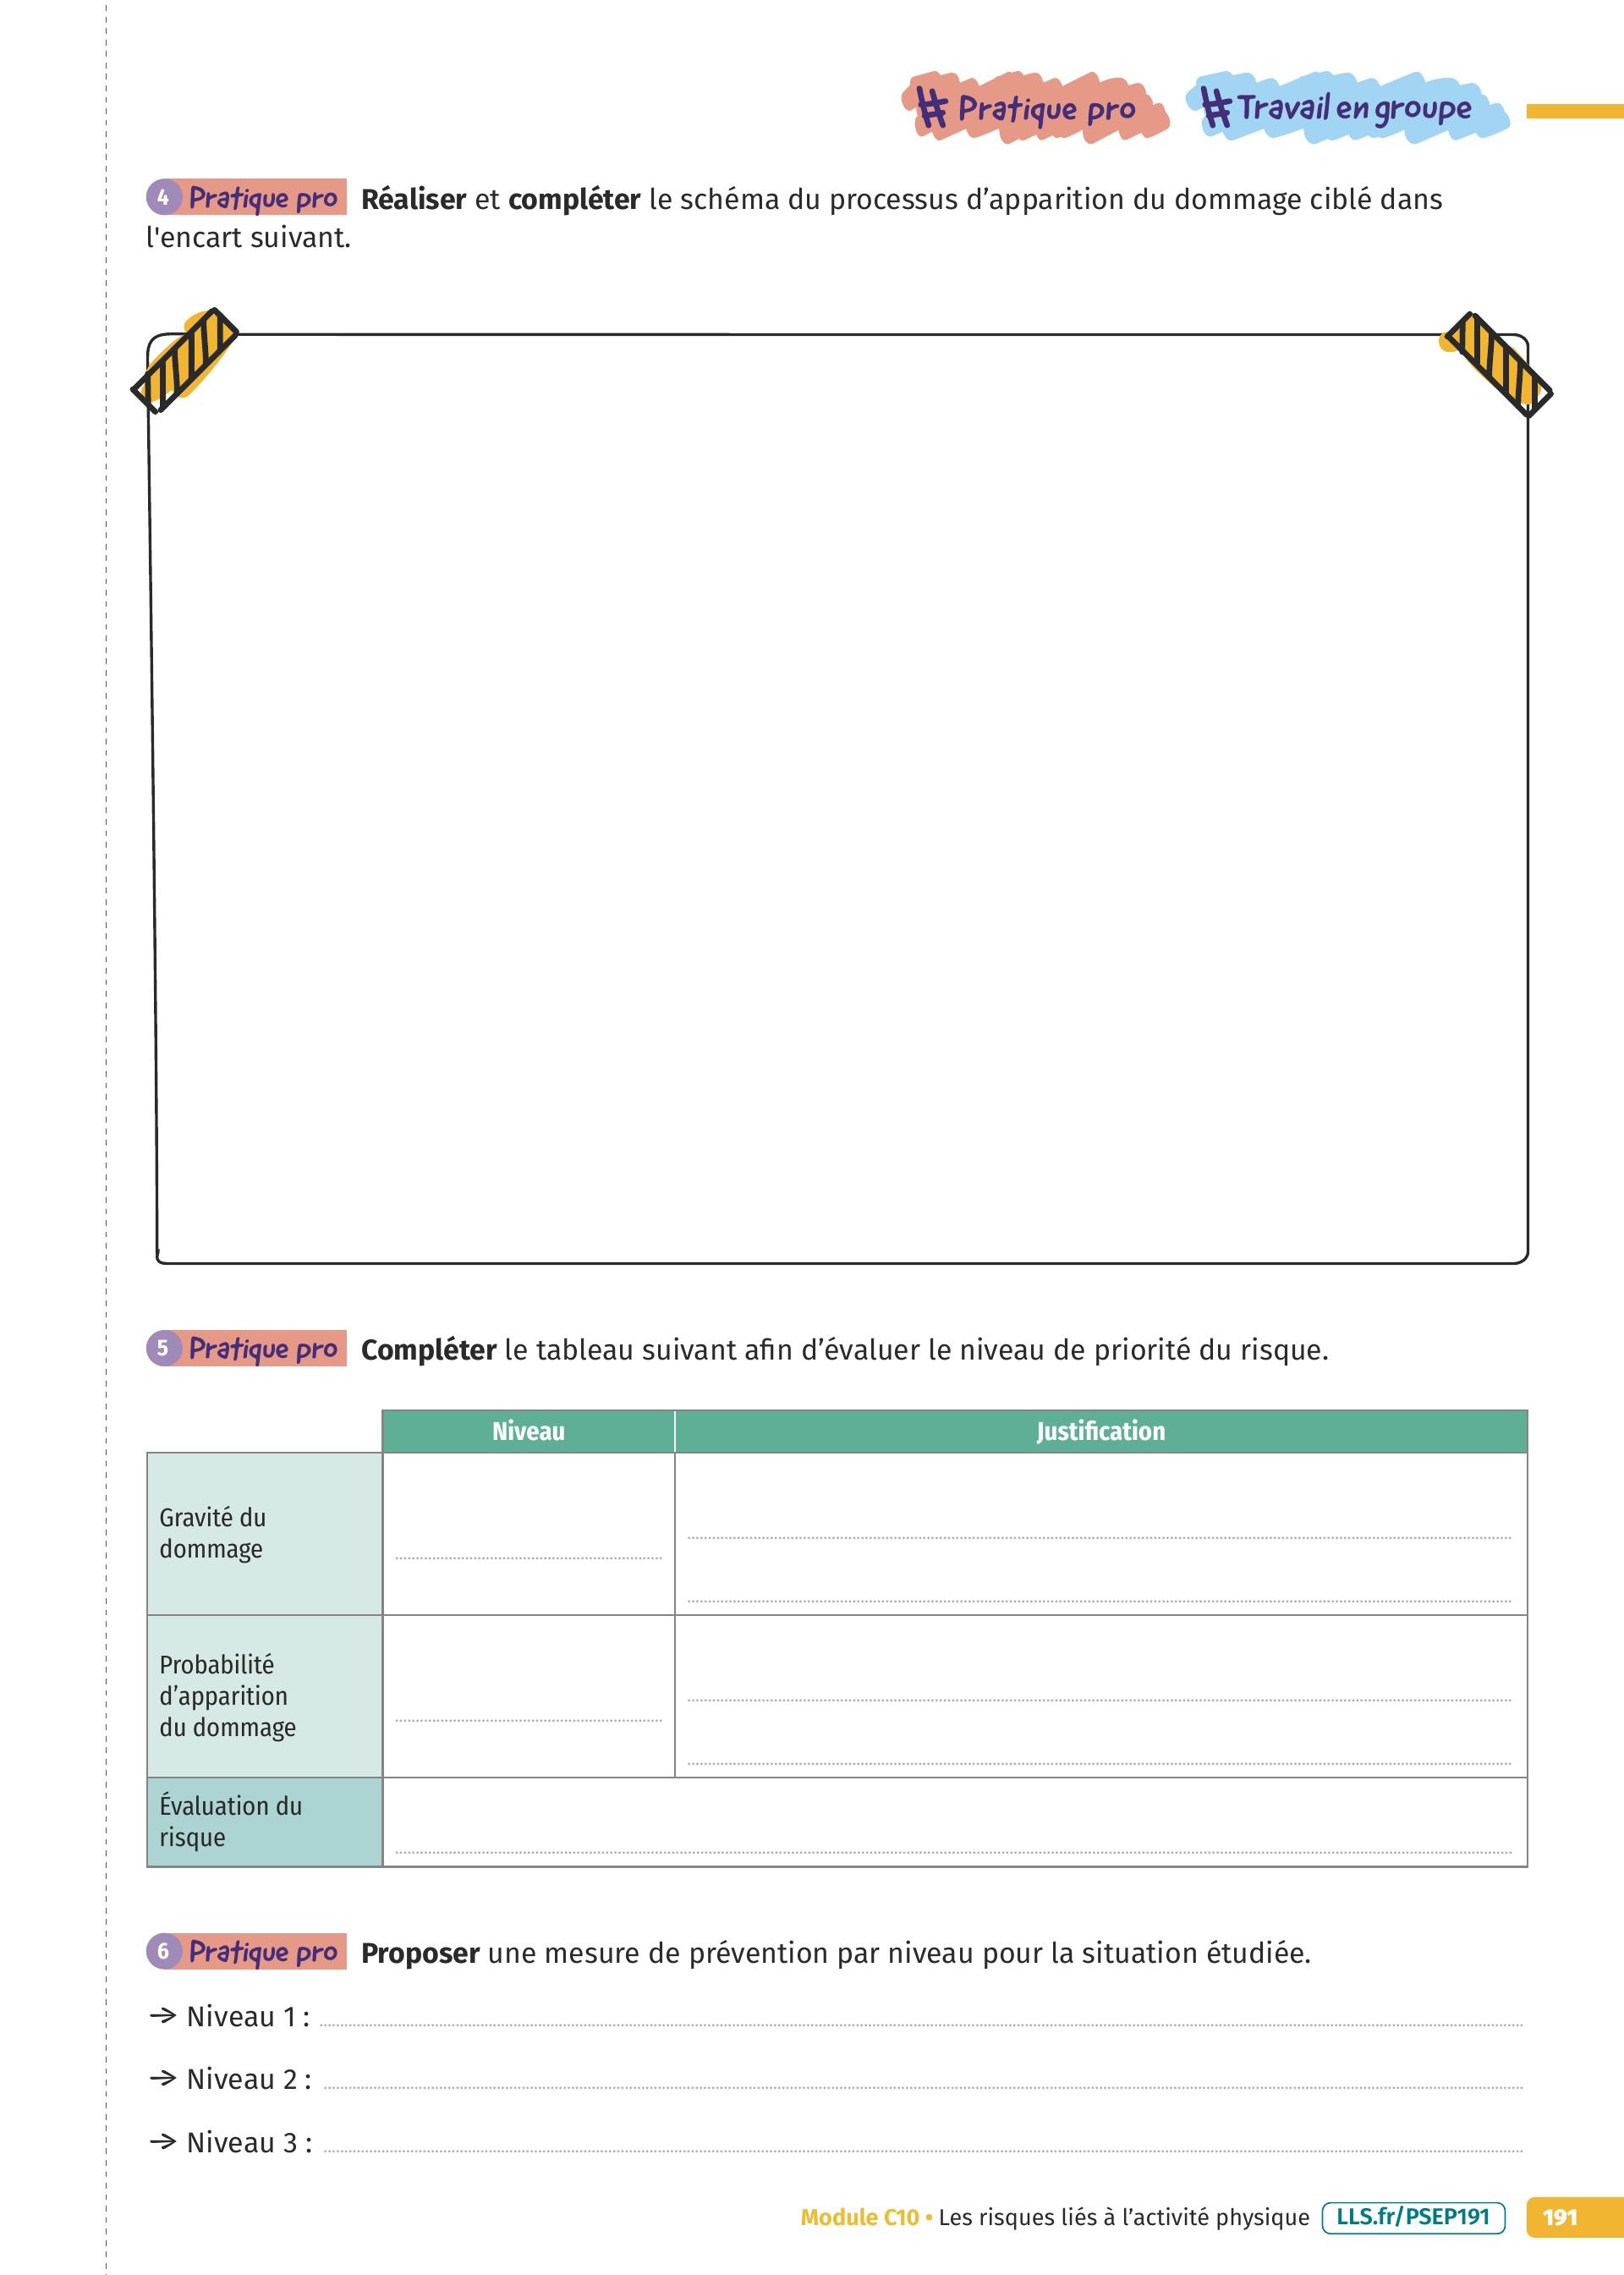 # Pratique pro # Travail en groupe
4 Pratique pro Réaliser et compléter le schéma du processus d’apparition du dommage ciblé dans
l'encart suivant.
5 Pratique pro Compléter le tableau suivant afin d’évaluer le niveau de priorité du risque.
Niveau Justification
Gravité du
dommage
Probabilité
d’apparition
du dommage
Évaluation du
risque
6 Pratique pro Proposer une mesure de prévention par niveau pour la situation étudiée.
→ Niveau 1 :
→ Niveau 2 :
→ Niveau 3 :
Module C10 • Les risques liés à l’activité physique LLS.fr/PSEP191 191